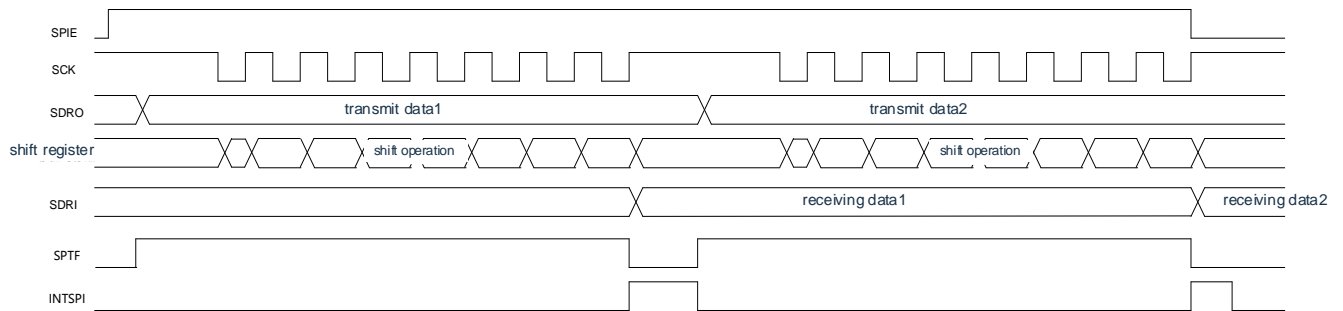 SPIE
SCK
SDRO transmit data1 transmit data2
shift register shift operation shift operation
SDRI receiving data1 receiving data2
SPTF
INTSPI